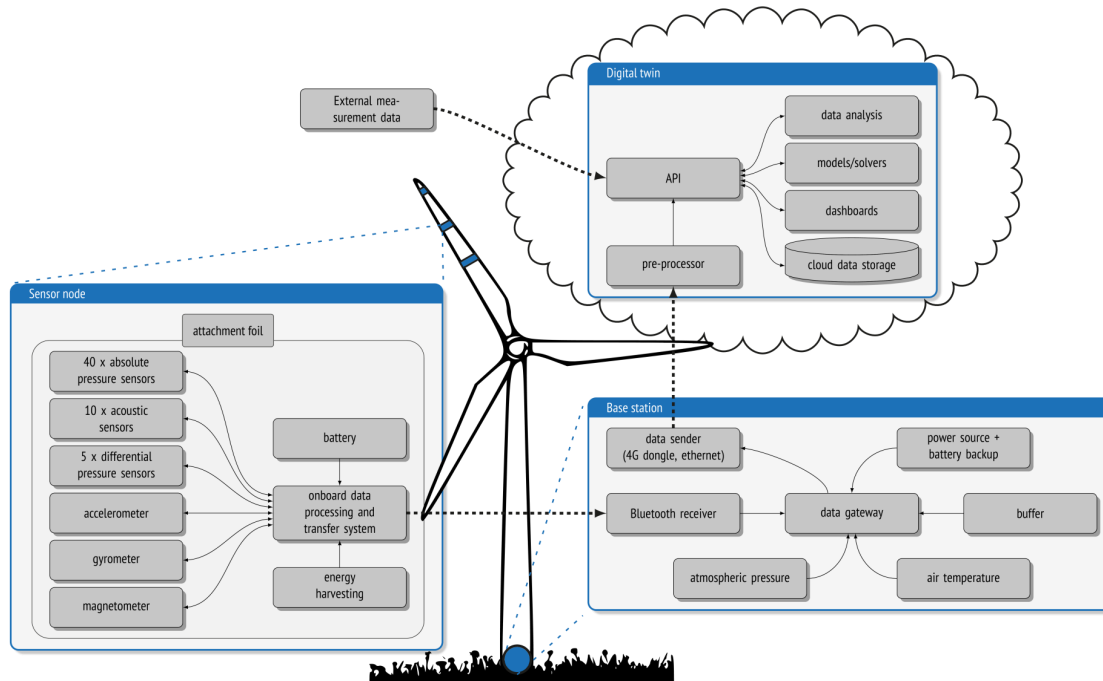 Digital twin
External mea-
surement data
data analysis
API
models/solvers
dashboards
pre-processor
cloud data storage
Sensor node
attachment foil
40 x absolute
pressure sensors
10 x acoustic
sensors
5 x differential
pressure sensors
accelerometer
gyrometer
magnetometer
battery
onboard data
processing and
transfer system
energy
harvesting
Base station
data sender
(4G dongle, ethernet)
power source +
battery backup
Bluetooth receiver
data gateway
buffer
atmospheric pressure
air temperature